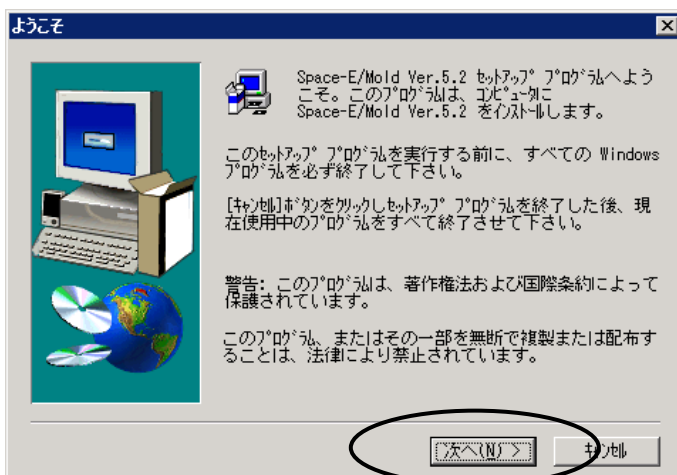 ようこそ
Space-E/Mold Ver.5.2 ｾｯﾄｱｯﾌﾟ ﾌﾟﾛｸﾞﾗﾑへよう
こそ。このﾌﾟﾛｸﾞﾗﾑは、ｺﾝﾋﾟｭｰﾀに
Space-E/Mold Ver.5.2 をｲﾝｽﾄｰﾙします。
このｾｯﾄｱｯﾌﾟ ﾌﾟﾛｸﾞﾗﾑを実行する前に、すべての Windows
ﾌﾟﾛｸﾞﾗﾑを必ず終了して下さい。
[ｷｬﾝｾﾙ]ﾎﾞﾀﾝをｸﾘｯｸしｾｯﾄｱｯﾌﾟ ﾌﾟﾛｸﾞﾗﾑを終了した後、現
在使用中のﾌﾟﾛｸﾞﾗﾑをすべて終了させて下さい。
警告: このﾌﾟﾛｸﾞﾗﾑは、著作権法および国際条約によって
保護されています。
このﾌﾟﾛｸﾞﾗﾑ、またはその一部を無断で複製または配布す
ることは、法律により禁止されています。
次へ(N) >
ｷｬﾝｾﾙ